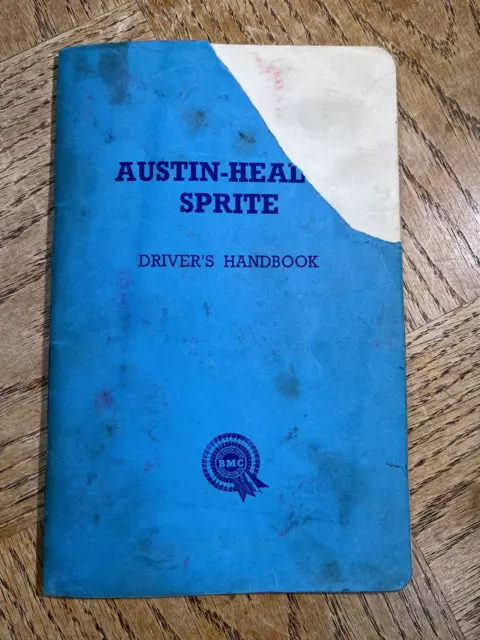 AUSTIN-HEAL
SPRITE
DRIVER'S HANDBOOK
BMC